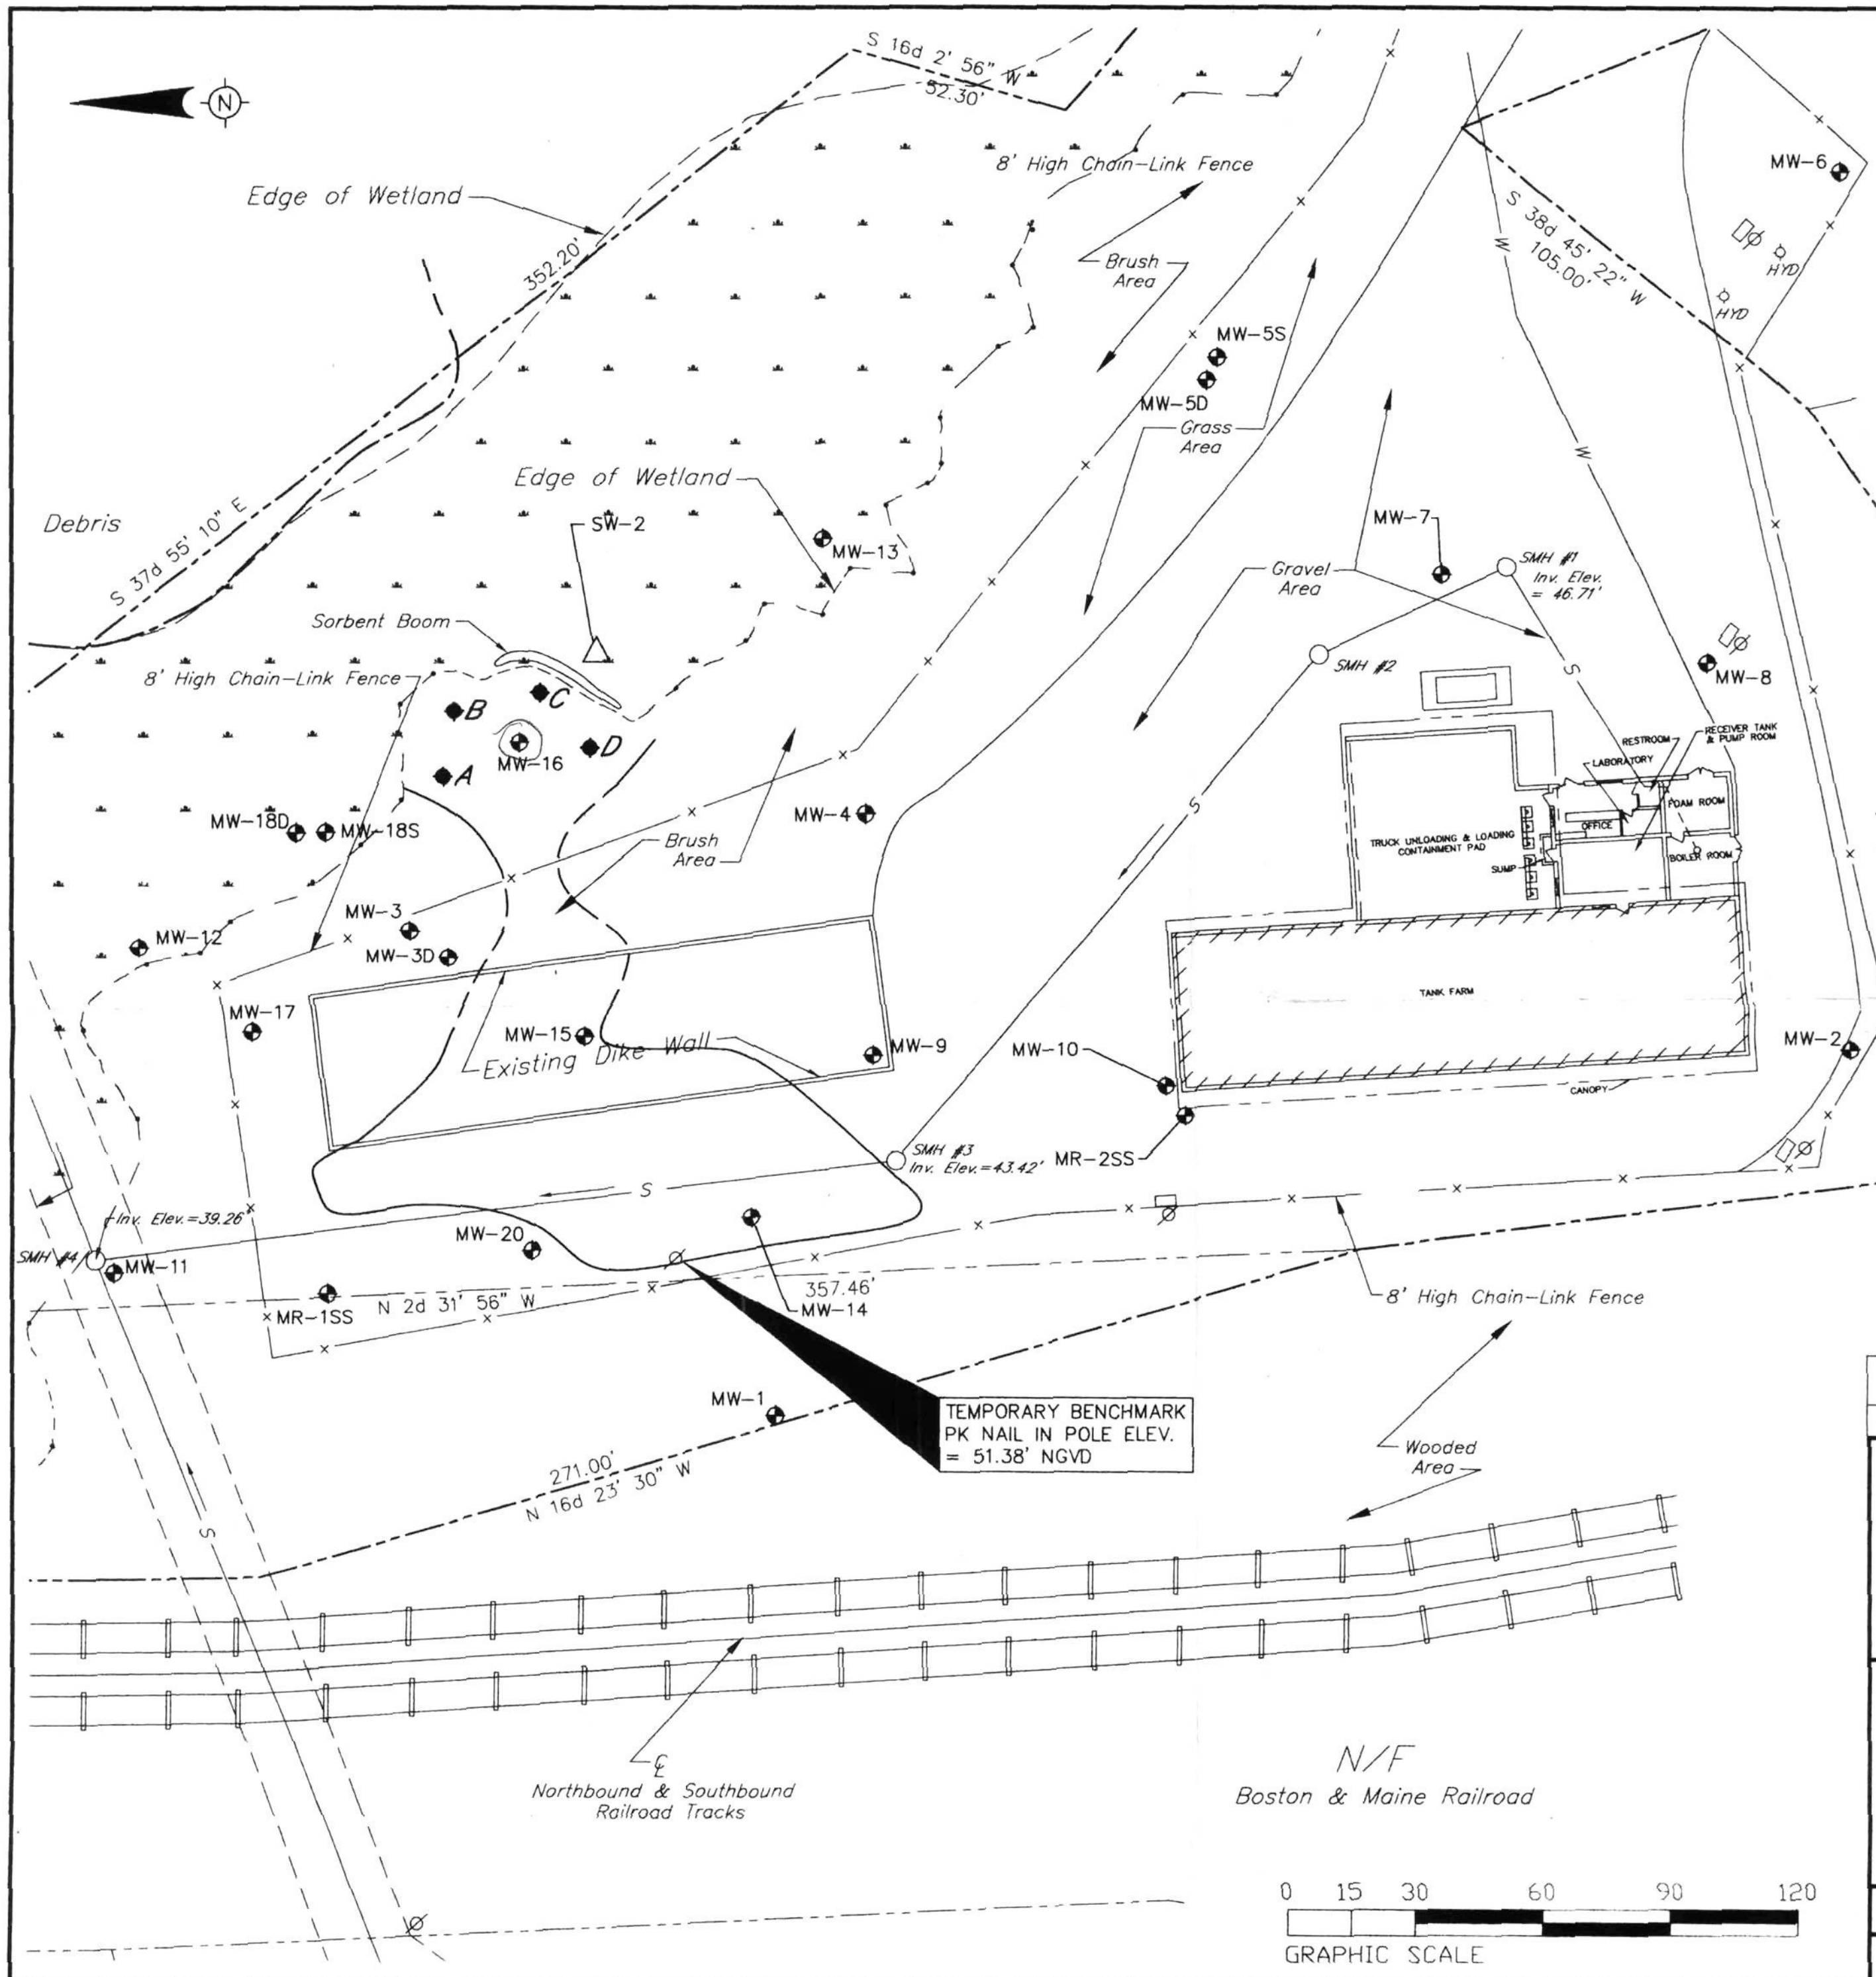 S 16d 2' 56" W
52.30'
N
8' High Chain-Link Fence
MW-6
Edge of Wetland
S 38d 45' 22" W
105.00'
352.20'
Brush
Area
HYD
HYD
MW-5S
MW-5D
Grass
Area
Edge of Wetland
Debris
S 37d 55' 10" E
SW-2
MW-13
MW-7
W
W
SMH #1
Inv. Elev.
= 46.71'
Gravel
Area
Sorbent Boom
8' High Chain-Link Fence
SMH #2
S
MW-8
B
C
D
A
MW-16
RESTROOM
RECEIVER TANK
& PUMP ROOM
LABORATORY
FOAM ROOM
OFFICE
MW-18D
MW-18S
MW-4
S
Brush
Area
TRUCK UNLOADING & LOADING
CONTAINMENT PAD
SUMP
BOILER ROOM
MW-3
MW-12
MW-3D
TANK FARM
MW-17
MW-15
Existing Dike Wall
MW-9
MW-10
MW-2
CANOPY
SMH #3
Inv. Elev.=43.42'
MR-2SS
S
Inv. Elev.=39.26'
MW-20
SMH #4
MW-11
357.46'
N 2d 31' 56" W
MR-1SS
MW-14
8' High Chain-Link Fence
MW-1
TEMPORARY BENCHMARK
PK NAIL IN POLE ELEV.
= 51.38' NGVD
Wooded
Area
271.00'
N 16d 23' 30" W
S
℄
Northbound & Southbound
Railroad Tracks
N/F
Boston & Maine Railroad
0 15 30 60 90 120
GRAPHIC SCALE